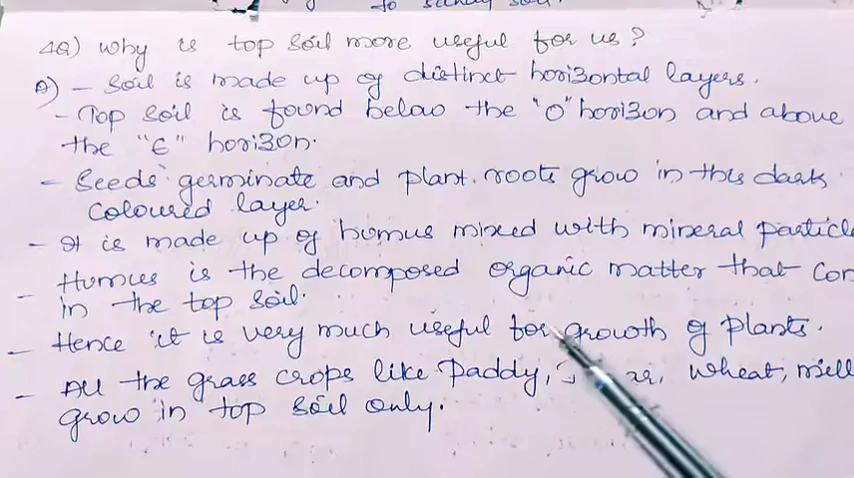 to sandy soil.
4Q) Why is top soil more useful for us?
A) - Soil is made up of distinct horizontal layers.
- Top soil is found below the "O" horizon and above
the "E" horizon.
- Seeds germinate and plant roots grow in this dark
coloured layer.
- It is made up of humus mixed with mineral particle
- Humus is the decomposed organic matter that con
in the top soil.
- Hence it is very much useful for growth of plants.
- All the grass crops like Paddy, Wheat, mill
grow in top soil only.